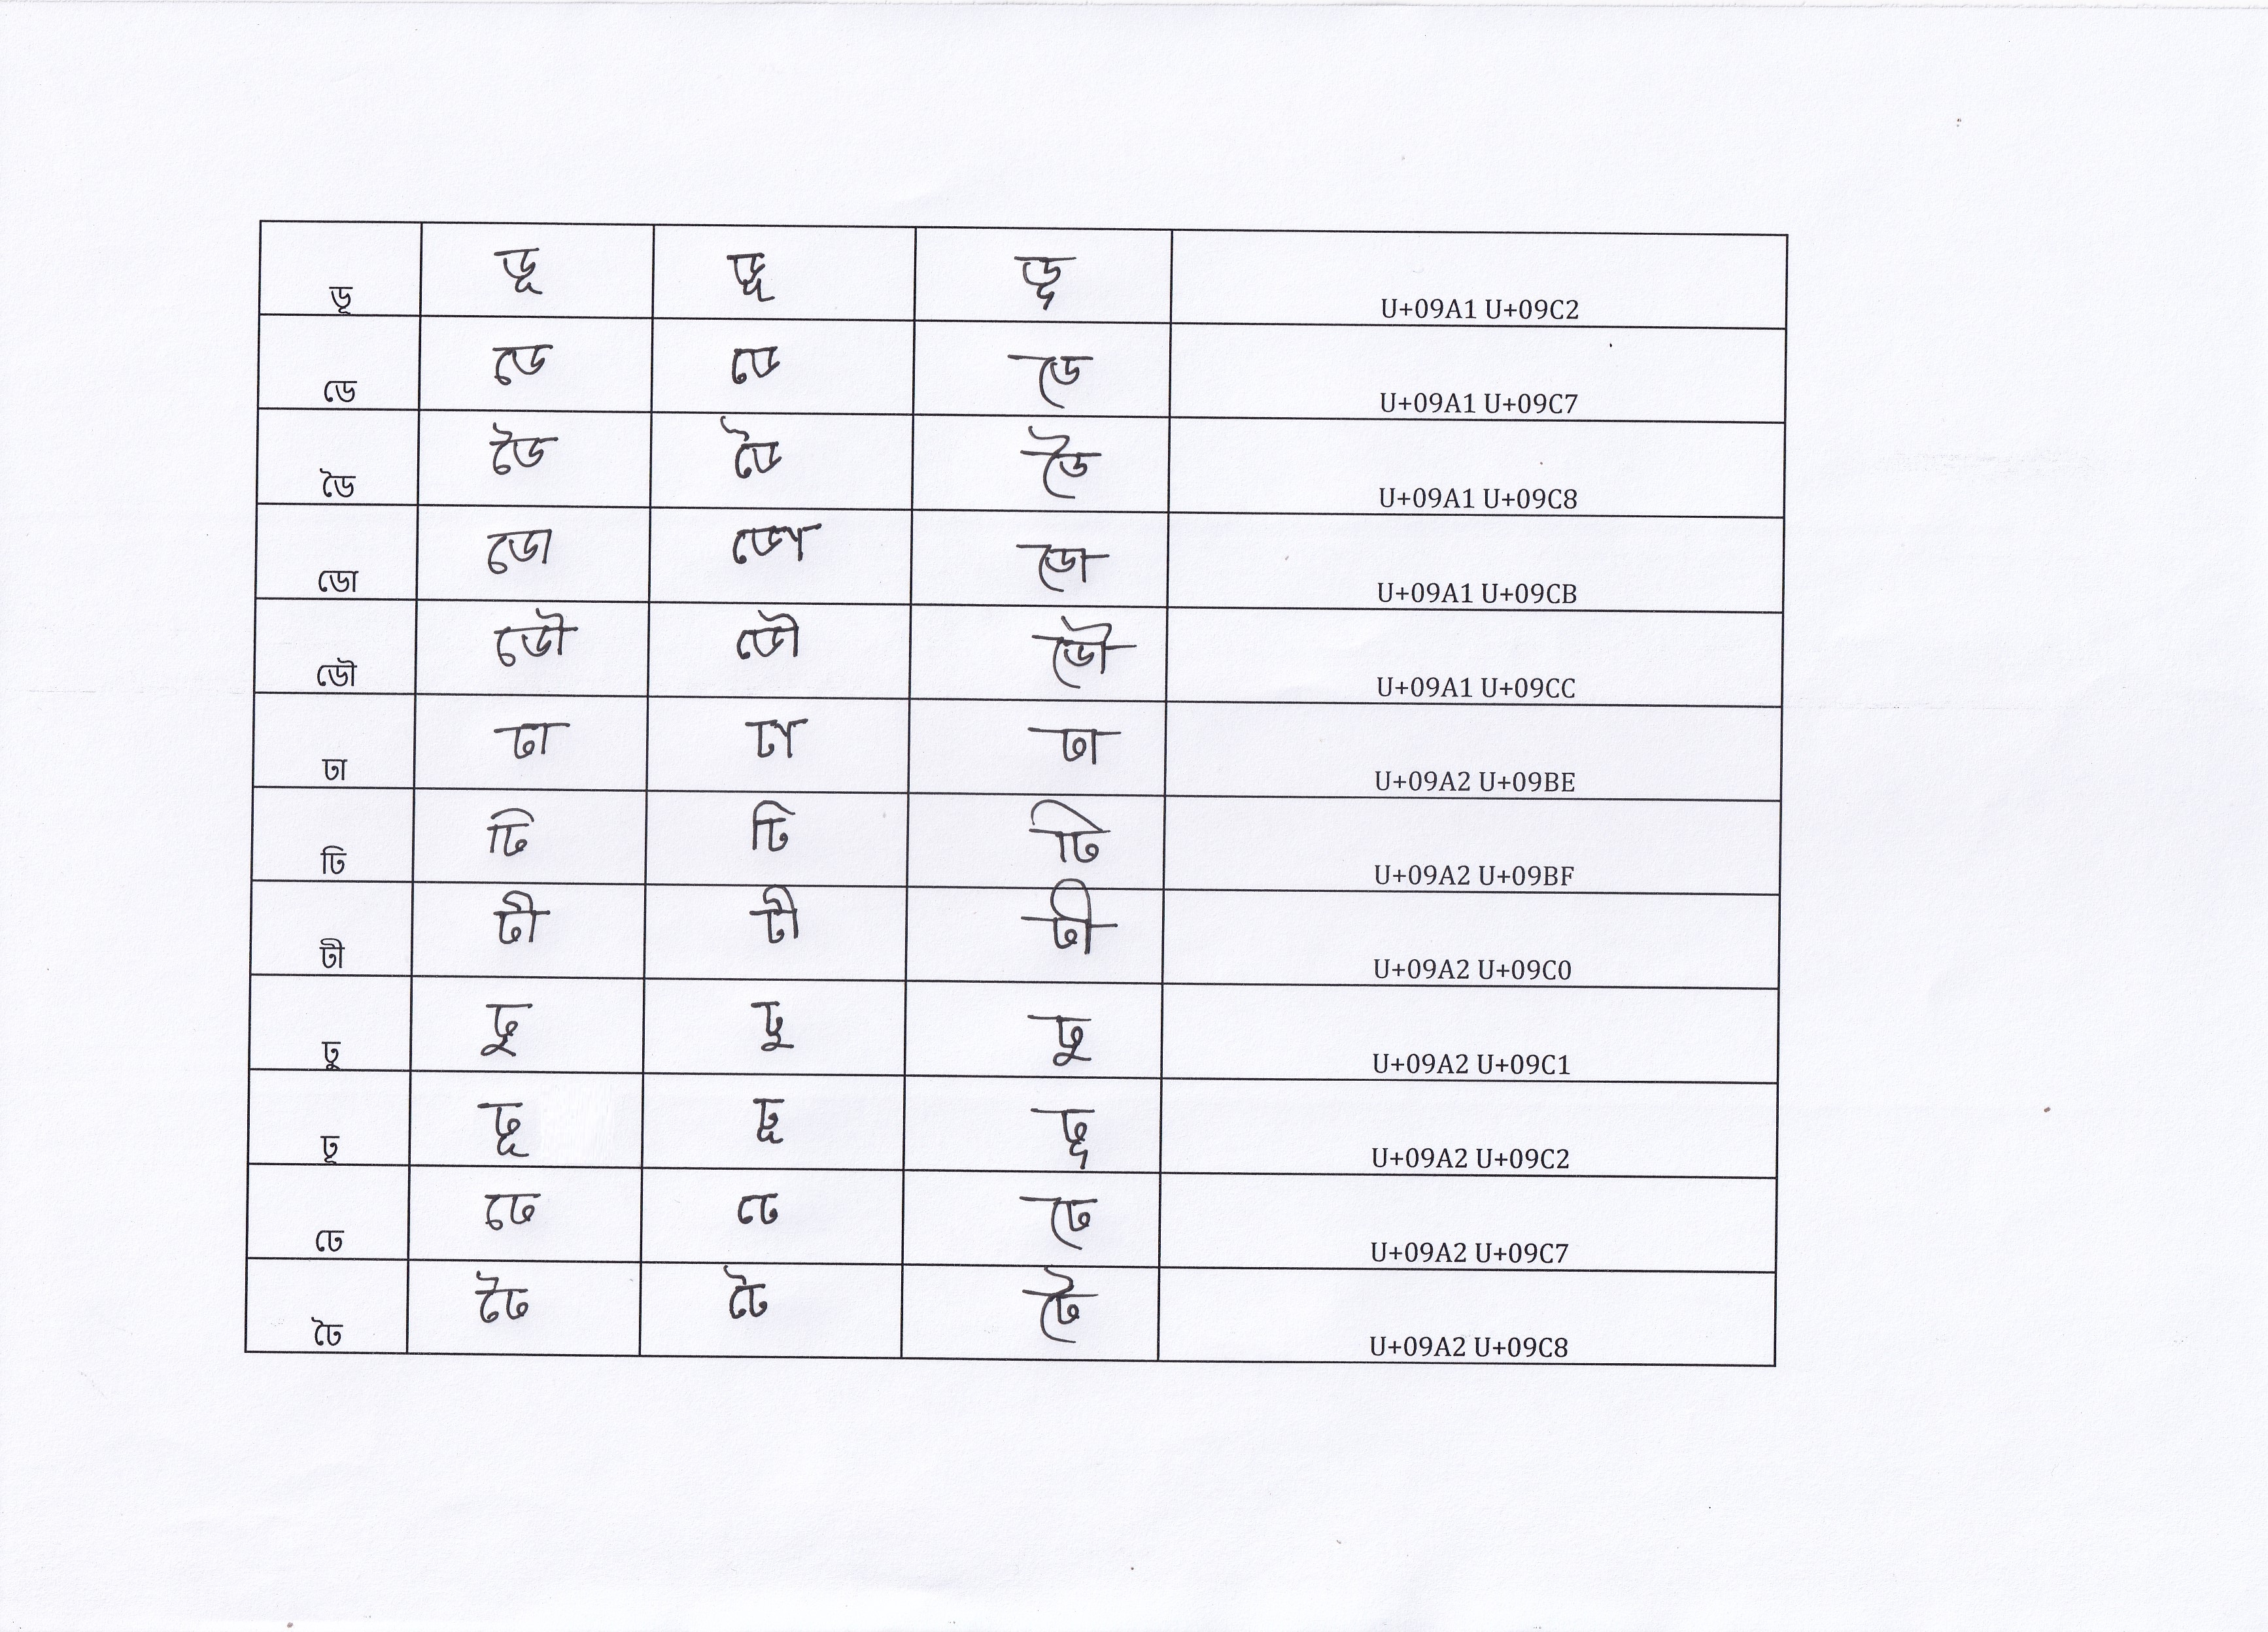 ডূ ডূ ডূ ডূ U+09A1 U+09C2
ডে ডে ডে ডে U+09A1 U+09C7
ডৈ ডৈ ডৈ ডৈ U+09A1 U+09C8
ডো ডো ডো ডো U+09A1 U+09CB
ডৌ ডৌ ডৌ ডৌ U+09A1 U+09CC
ঢা ঢা ঢা ঢা U+09A2 U+09BE
ঢি ঢি ঢি ঢি U+09A2 U+09BF
ঢী ঢী ঢী ঢী U+09A2 U+09C0
ঢু ঢু ঢু ঢু U+09A2 U+09C1
ঢূ ঢূ ঢূ ঢূ U+09A2 U+09C2
ঢে ঢে ঢে ঢে U+09A2 U+09C7
ঢৈ ঢৈ ঢৈ ঢৈ U+09A2 U+09C8